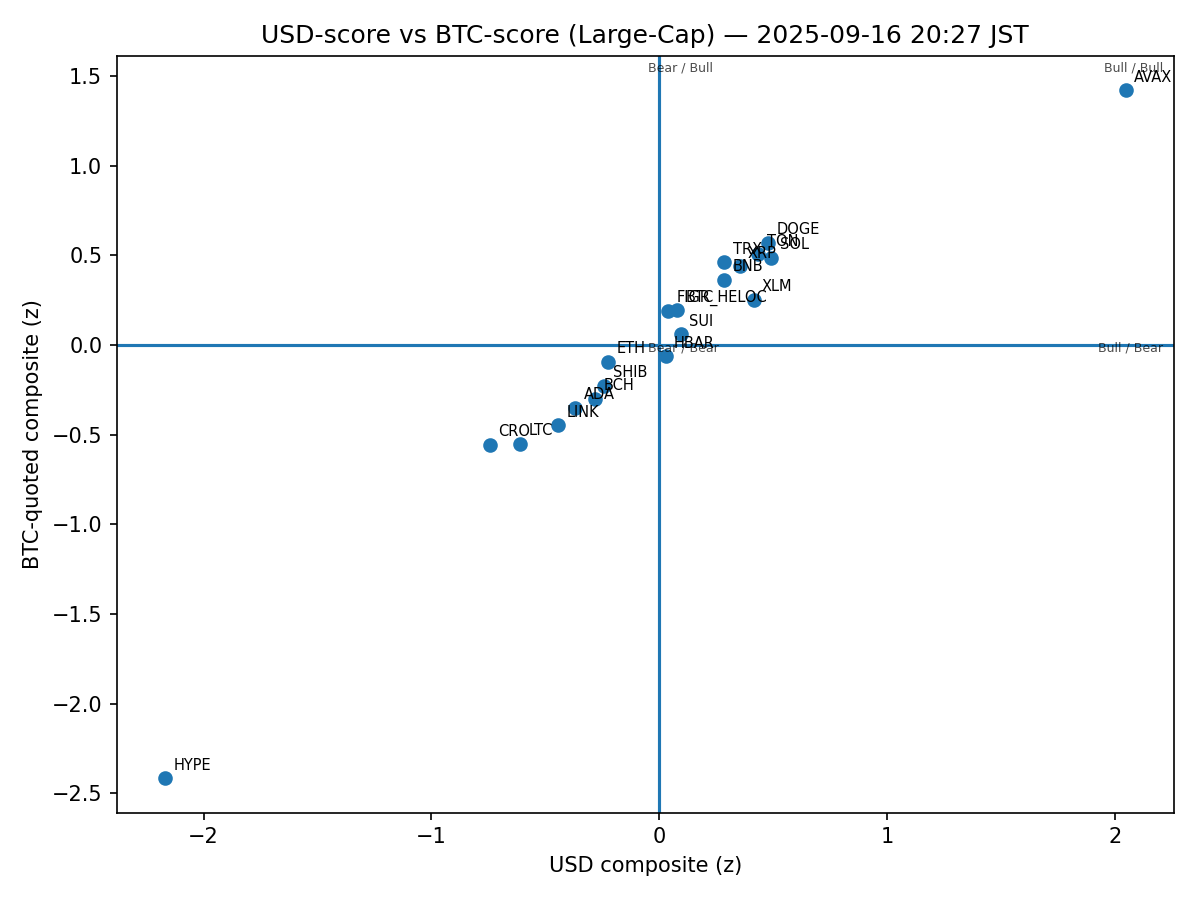 USD-score vs BTC-score (Large-Cap) — 2025-09-16 20:27 JST
Bear / Bull
Bull / Bull
AVAX
1.5
1.0
DOGE
TON
SOL
TRX
XRP
0.5
BNB
XLM
FIGR_HELOC
BTC
SUI
HBAR
0.0
ETH
Bear / Bear
Bull / Bear
SHIB
BCH
ADA
LINK
CRO
LTC
−0.5
−1.0
−1.5
−2.0
HYPE
−2.5
−2
−1
0
1
2
USD composite (z)
BTC-quoted composite (z)